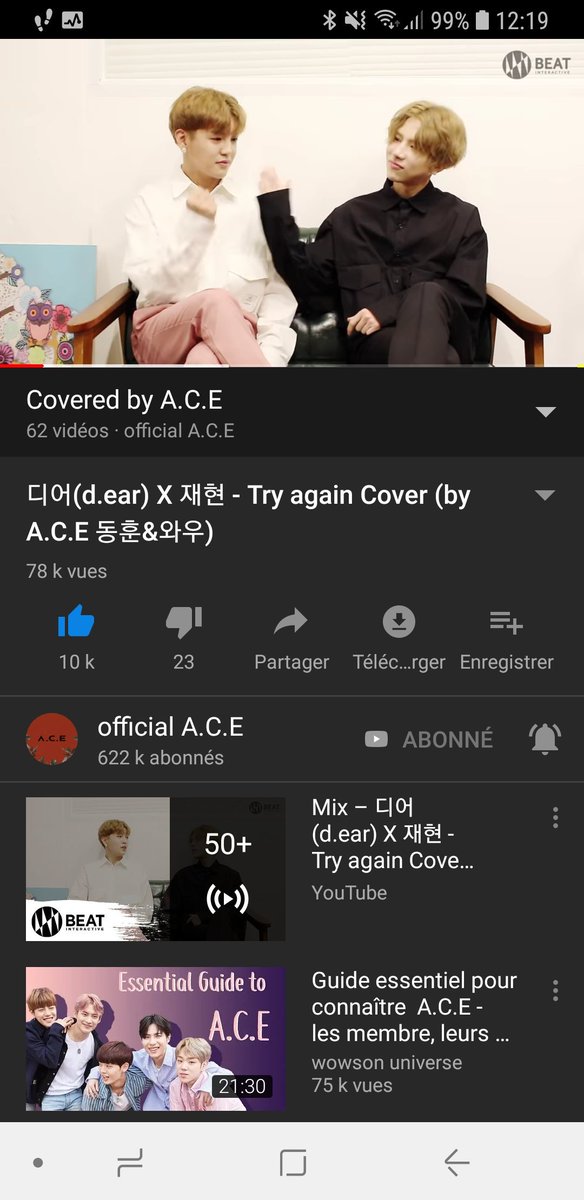 99% 12:19
BEAT
INTERACTIVE
Covered by A.C.E
62 vidéos · official A.C.E
디어(d.ear) X 재현 - Try again Cover (by
A.C.E 동훈&와우)
78 k vues
10 k 23 Partager Téléc...rger Enregistrer
A.C.E
official A.C.E
622 k abonnés
ABONNÉ
BEAT
50+
BEAT
INTERACTIVE
Mix – 디어
(d.ear) X 재현 -
Try again Cove...
YouTube
Essential Guide to
A.C.E
21:30
Guide essentiel pour
connaître A.C.E -
les membre, leurs ...
wowson universe
75 k vues